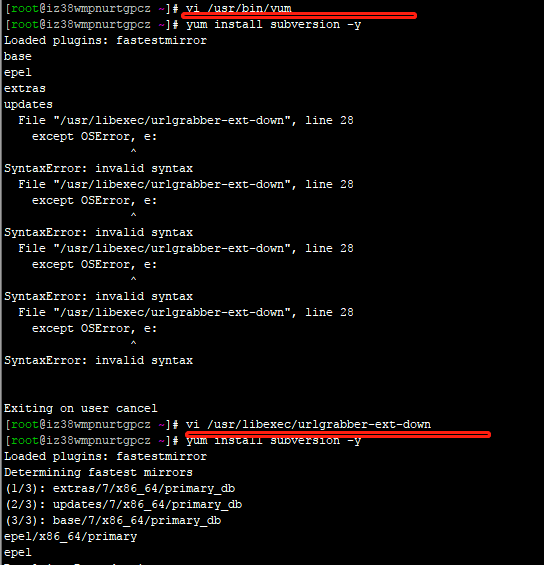 [root@iz38wmpnurtgpcz ~]# vi /usr/bin/yum
[root@iz38wmpnurtgpcz ~]# yum install subversion -y
Loaded plugins: fastestmirror
base
epel
extras
updates
  File "/usr/libexec/urlgrabber-ext-down", line 28
    except OSError, e:
                  ^
SyntaxError: invalid syntax
  File "/usr/libexec/urlgrabber-ext-down", line 28
    except OSError, e:
                  ^
SyntaxError: invalid syntax
  File "/usr/libexec/urlgrabber-ext-down", line 28
    except OSError, e:
                  ^
SyntaxError: invalid syntax
  File "/usr/libexec/urlgrabber-ext-down", line 28
    except OSError, e:
                  ^
SyntaxError: invalid syntax
Exiting on user cancel
[root@iz38wmpnurtgpcz ~]# vi /usr/libexec/urlgrabber-ext-down
[root@iz38wmpnurtgpcz ~]# yum install subversion -y
Loaded plugins: fastestmirror
Determining fastest mirrors
(1/3): extras/7/x86_64/primary_db
(2/3): updates/7/x86_64/primary_db
(3/3): base/7/x86_64/primary_db
epel/x86_64/primary
epel